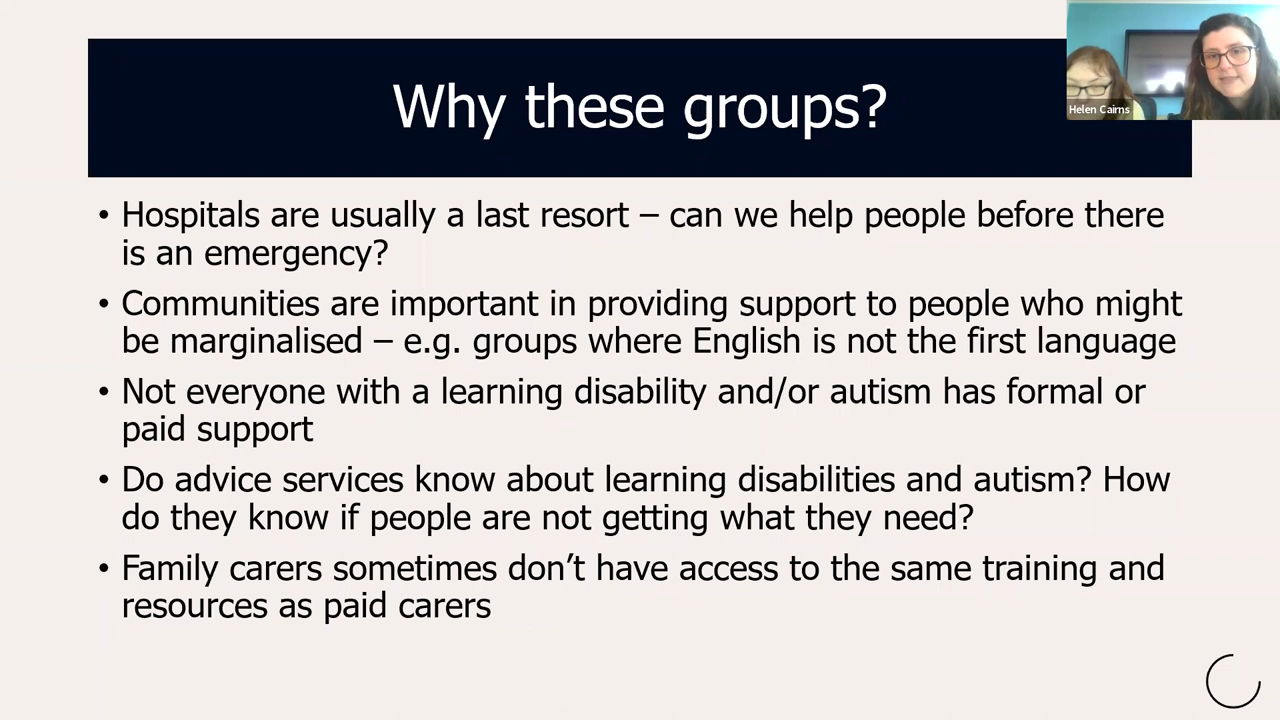 Why these groups?
Helen Cairns
• Hospitals are usually a last resort – can we help people before there
is an emergency?
• Communities are important in providing support to people who might
be marginalised – e.g. groups where English is not the first language
• Not everyone with a learning disability and/or autism has formal or
paid support
• Do advice services know about learning disabilities and autism? How
do they know if people are not getting what they need?
• Family carers sometimes don’t have access to the same training and
resources as paid carers